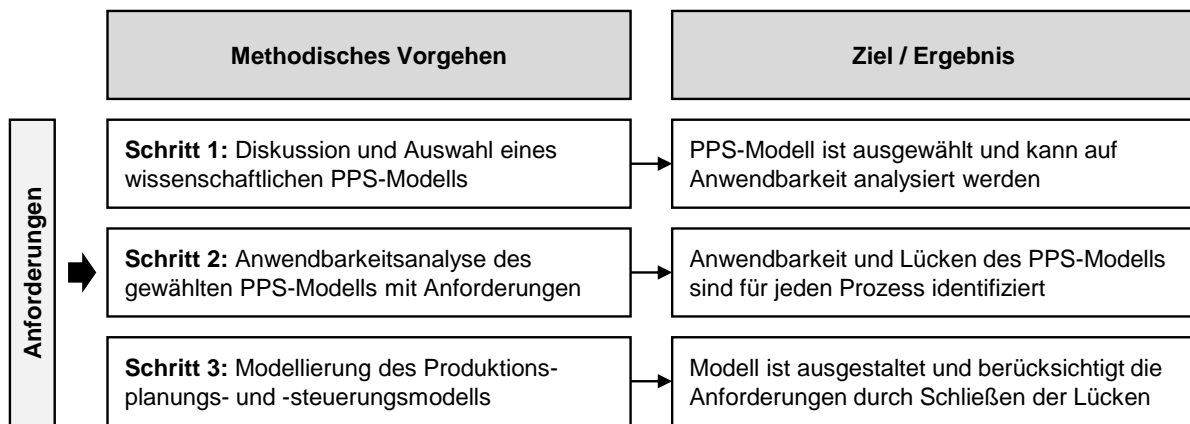 Methodisches Vorgehen
Ziel / Ergebnis
Anforderungen
Schritt 1: Diskussion und Auswahl eines
wissenschaftlichen PPS-Modells
PPS-Modell ist ausgewählt und kann auf
Anwendbarkeit analysiert werden
Schritt 2: Anwendbarkeitsanalyse des
gewählten PPS-Modells mit Anforderungen
Anwendbarkeit und Lücken des PPS-Modells
sind für jeden Prozess identifiziert
Schritt 3: Modellierung des Produktions-
planungs- und -steuerungsmodells
Modell ist ausgestaltet und berücksichtigt die
Anforderungen durch Schließen der Lücken